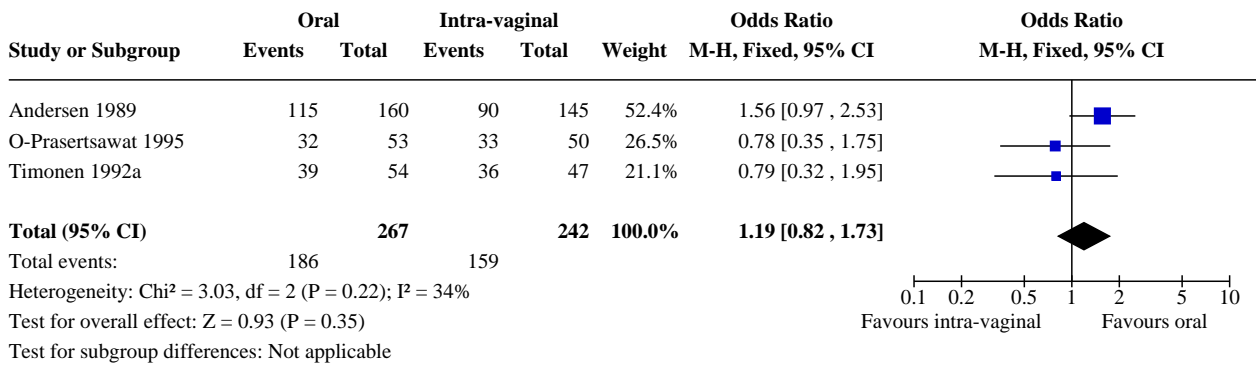 Oral Intra-vaginal Odds Ratio Odds Ratio
Study or Subgroup Events Total Events Total Weight M-H, Fixed, 95% CI M-H, Fixed, 95% CI
Andersen 1989 115 160 90 145 52.4% 1.56 [0.97 , 2.53]
O-Prasertsawat 1995 32 53 33 50 26.5% 0.78 [0.35 , 1.75]
Timonen 1992a 39 54 36 47 21.1% 0.79 [0.32 , 1.95]
Total (95% CI) 267 242 100.0% 1.19 [0.82 , 1.73]
Total events: 186 159
Heterogeneity: Chi² = 3.03, df = 2 (P = 0.22); I² = 34%
Test for overall effect: Z = 0.93 (P = 0.35)
Test for subgroup differences: Not applicable
0.1 0.2 0.5 1 2 5 10
Favours intra-vaginal Favours oral